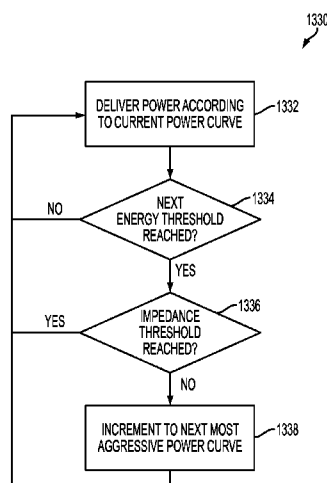 1330
DELIVER POWER ACCORDING
TO CURRENT POWER CURVE
1332
NEXT
ENERGY THRESHOLD
REACHED?
1334
NO
YES
IMPEDANCE
THRESHOLD
REACHED?
1336
YES
NO
INCREMENT TO NEXT MOST
AGGRESSIVE POWER CURVE
1338